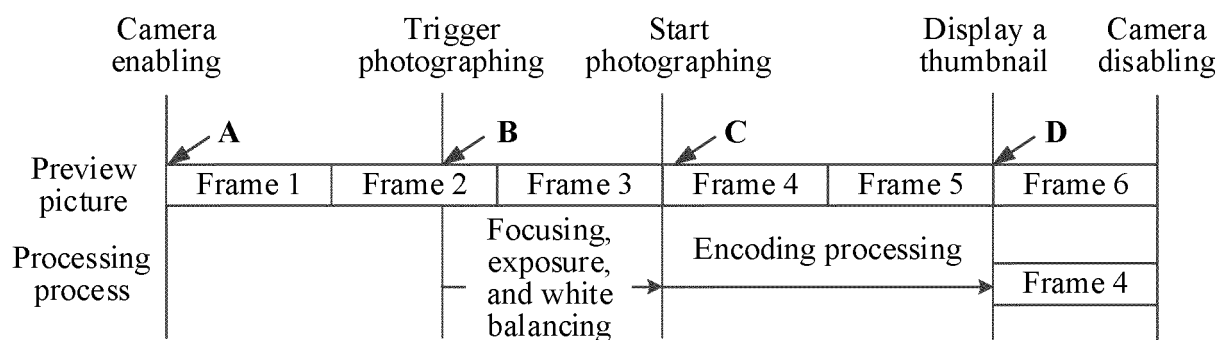 Camera enabling
Trigger photographing
Start photographing
Display a thumbnail
Camera disabling
A
B
C
D
Preview picture
Frame 1
Frame 2
Frame 3
Frame 4
Frame 5
Frame 6
Processing process
Focusing,
exposure,
and white
balancing
Encoding processing
Frame 4